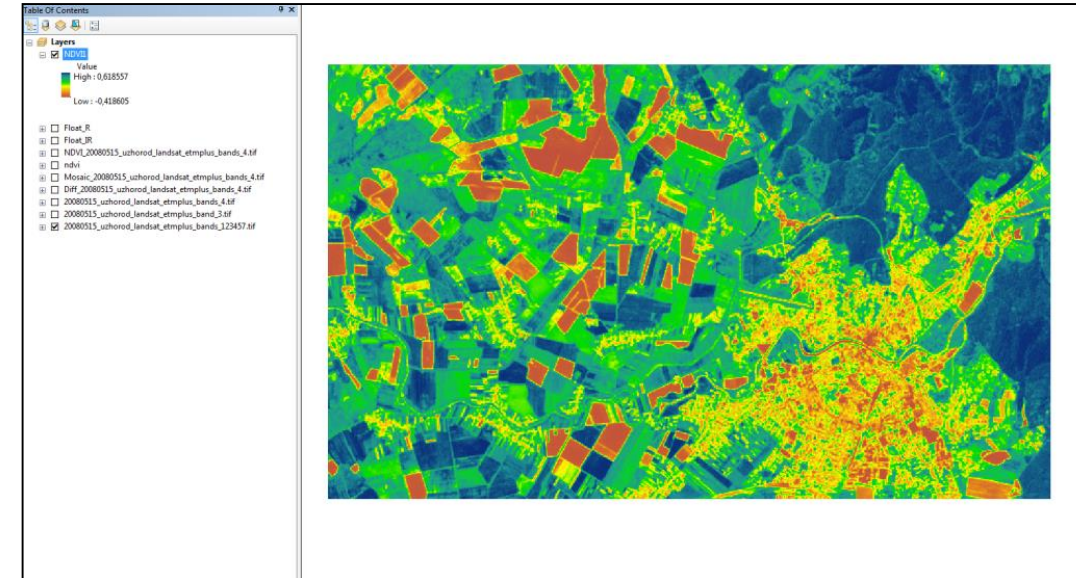 Table Of Contents
Layers
NDVII
Value
High : 0,618557
Low : -0,418605
Float_R
Float_IR
NDVI_20080515_uzhorod_landsat_etmplus_bands_4.tif
ndvi
Mosaic_20080515_uzhorod_landsat_etmplus_bands_4.tif
Diff_20080515_uzhorod_landsat_etmplus_bands_4.tif
20080515_uzhorod_landsat_etmplus_bands_4.tif
20080515_uzhorod_landsat_etmplus_band_3.tif
20080515_uzhorod_landsat_etmplus_bands_123457.tif